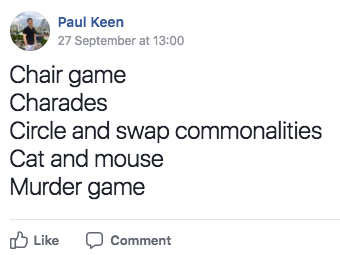 Paul Keen
27 September at 13:00
Chair game
Charades
Circle and swap commonalities
Cat and mouse
Murder game
Like
Comment